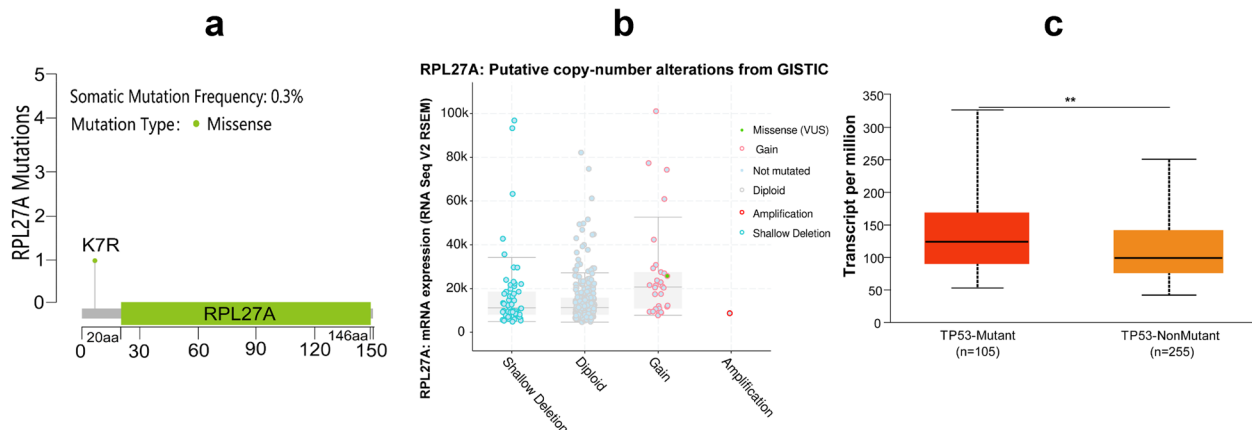 a
RPL27A Mutations
5
4
3
2
1
0
Somatic Mutation Frequency: 0.3%
Mutation Type: Missense
K7R
RPL27A
20aa
146aa
0
30
60
90
120
150
b
RPL27A: Putative copy-number alterations from GISTIC
RPL27A: mRNA expression (RNA Seq V2 RSEM)
100k
80k
60k
40k
20k
0
Missense (VUS)
Gain
Not mutated
Diploid
Amplification
Shallow Deletion
Shallow Deletion
Diploid
Gain
Amplification
c
Transcript per million
350
300
250
200
150
100
50
0
**
TP53-Mutant
(n=105)
TP53-NonMutant
(n=255)